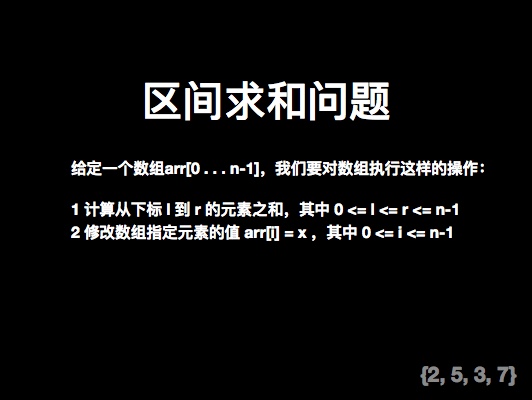 区间求和问题
给定一个数组arr[0 . . . n-1]，我们要对数组执行这样的操作：
1 计算从下标 l 到 r 的元素之和，其中 0 <= l <= r <= n-1
2 修改数组指定元素的值 arr[i] = x ，其中 0 <= i <= n-1
{2, 5, 3, 7}